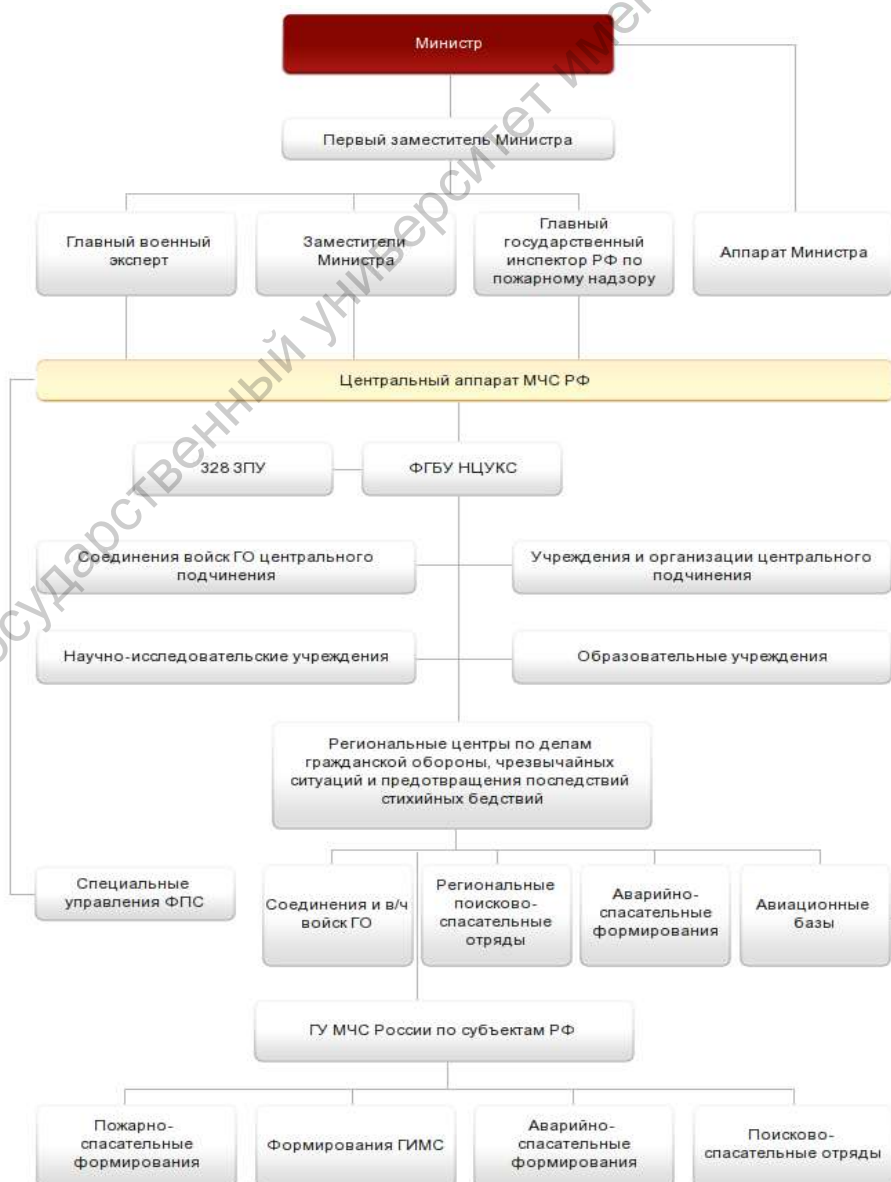 Министр
Первый заместитель Министра
Главный военный
эксперт
Заместители
Министра
Главный
государственный
инспектор РФ по
пожарному надзору
Аппарат Министра
Центральный аппарат МЧС РФ
328 ЗПУ
ФГБУ НЦУКС
Соединения войск ГО центрального
подчинения
Учреждения и организации центрального
подчинения
Научно-исследовательские учреждения
Образовательные учреждения
Региональные центры по делам
гражданской обороны, чрезвычайных
ситуаций и предотвращения последствий
стихийных бедствий
Специальные
управления ФПС
Соединения и в/ч
войск ГО
Региональные
поисково-
спасательные
отряды
Аварийно-
спасательные
формирования
Авиационные
базы
ГУ МЧС России по субъектам РФ
Пожарно-
спасательные
формирования
Формирования ГИМС
Аварийно-
спасательные
формирования
Поисково-
спасательные отряды
государственный университет